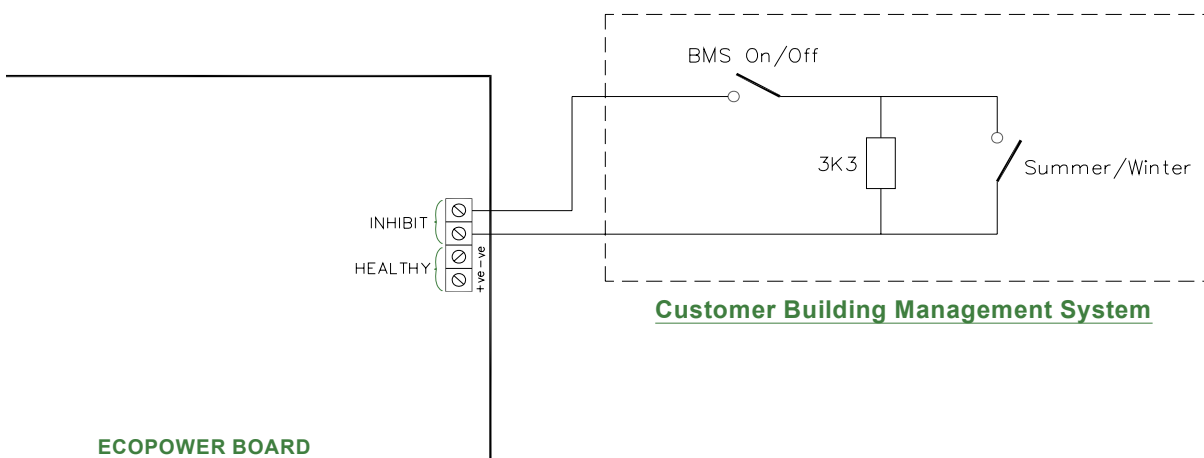 BMS On/Off
3K3
Summer/Winter
INHIBIT
HEALTHY
+ve -ve
Customer Building Management System
ECOPOWER BOARD